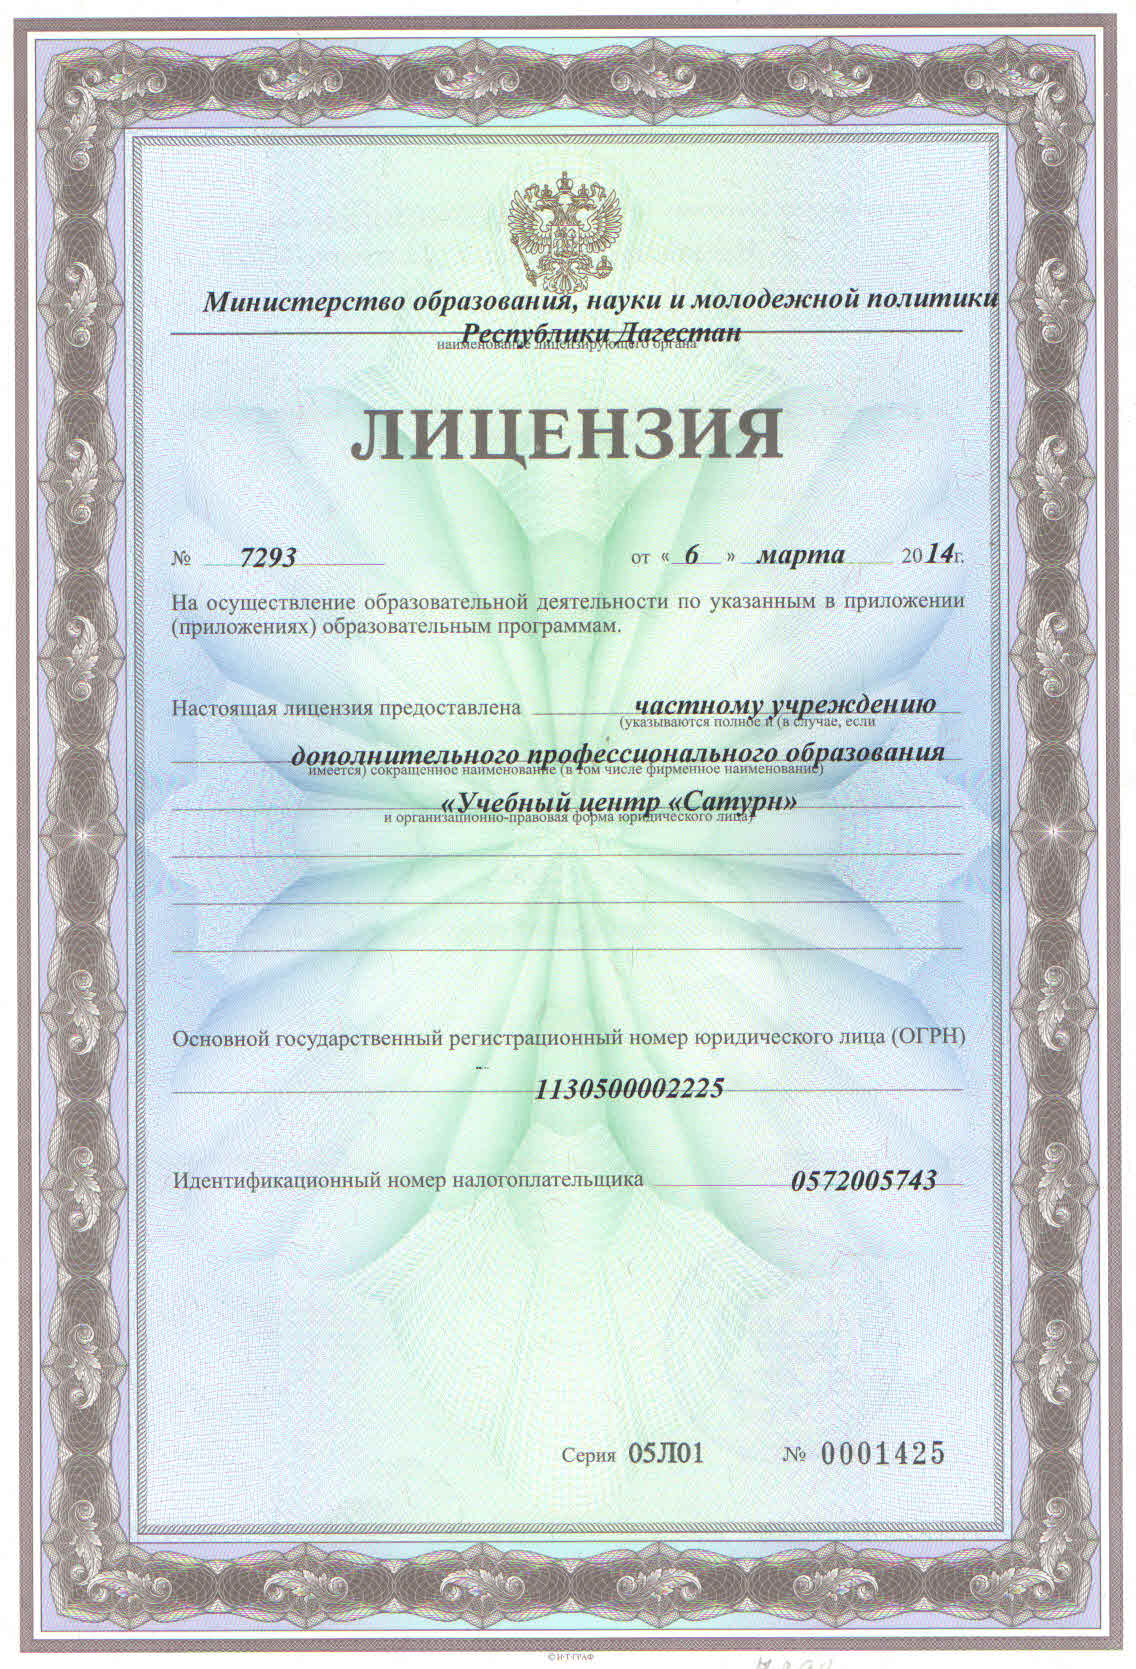 Министерство образования, науки и молодежной политики
Республики Дагестан
наименование лицензирующего органа
ЛИЦЕНЗИЯ
№ 7293 от « 6 » марта 2014г.
На осуществление образовательной деятельности по указанным в приложении
(приложениях) образовательным программам.
Настоящая лицензия предоставлена частному учреждению
(указываются полное и (в случае, если
дополнительного профессионального образования
имеется) сокращенное наименование (в том числе фирменное наименование)
«Учебный центр «Сатурн»
и организационно-правовая форма юридического лица)
Основной государственный регистрационный номер юридического лица (ОГРН)
1130500002225
Идентификационный номер налогоплательщика 0572005743
Серия 05Л01 № 0001425
© Н·Т·ГРАФ